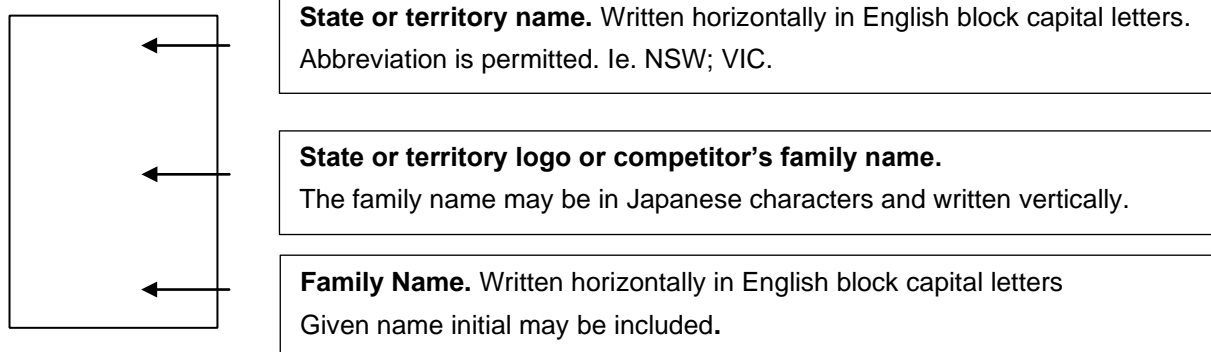 State or territory name. Written horizontally in English block capital letters.
Abbreviation is permitted. Ie. NSW; VIC.
State or territory logo or competitor’s family name.
The family name may be in Japanese characters and written vertically.
Family Name. Written horizontally in English block capital letters
Given name initial may be included.